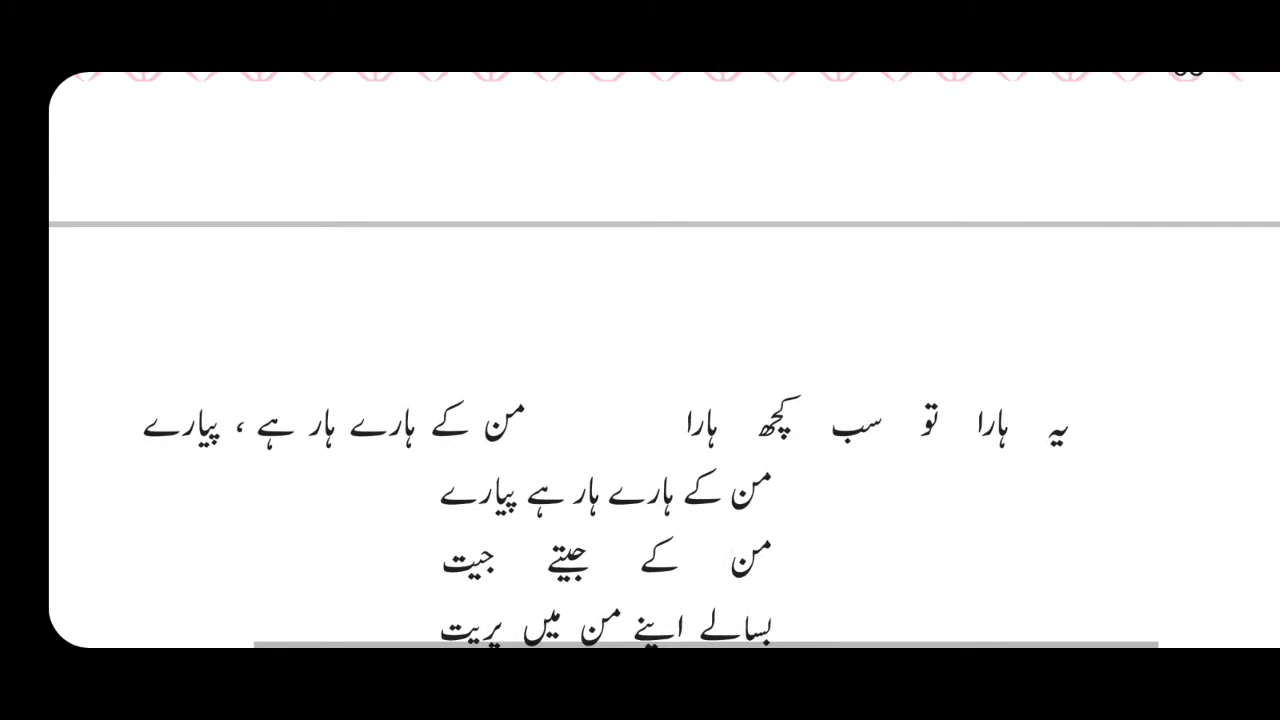 یہ ہارا تو سب کچھ ہارا من کے ہارے ہار ہے ، پیارے
من کے ہارے ہار ہے پیارے
من کے جیتے جیت
بسالے اپنے من میں پریت